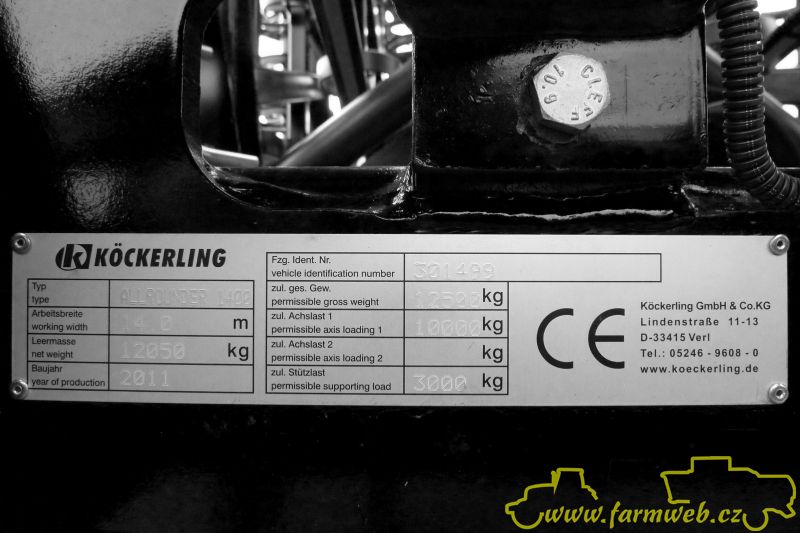 CLEFF
10.9
KÖCKERLING
Typ
type
ALLROUNDER 1400
Arbeitsbreite
working width
14.0 m
Leermasse
net weight
12050 kg
Baujahr
year of production
2011
Fzg. Ident. Nr.
vehicle identification number
301499
zul. ges. Gew.
permissible gross weight
12500 kg
zul. Achslast 1
permissible axis loading 1
10000 kg
zul. Achslast 2
permissible axis loading 2
kg
zul. Stützlast
permissible supporting load
3000 kg
CE
Köckerling GmbH & Co.KG
Lindenstraße 11-13
D-33415 Verl
Tel.: 05246 - 9608 - 0
www.koeckerling.de
www.farmweb.cz